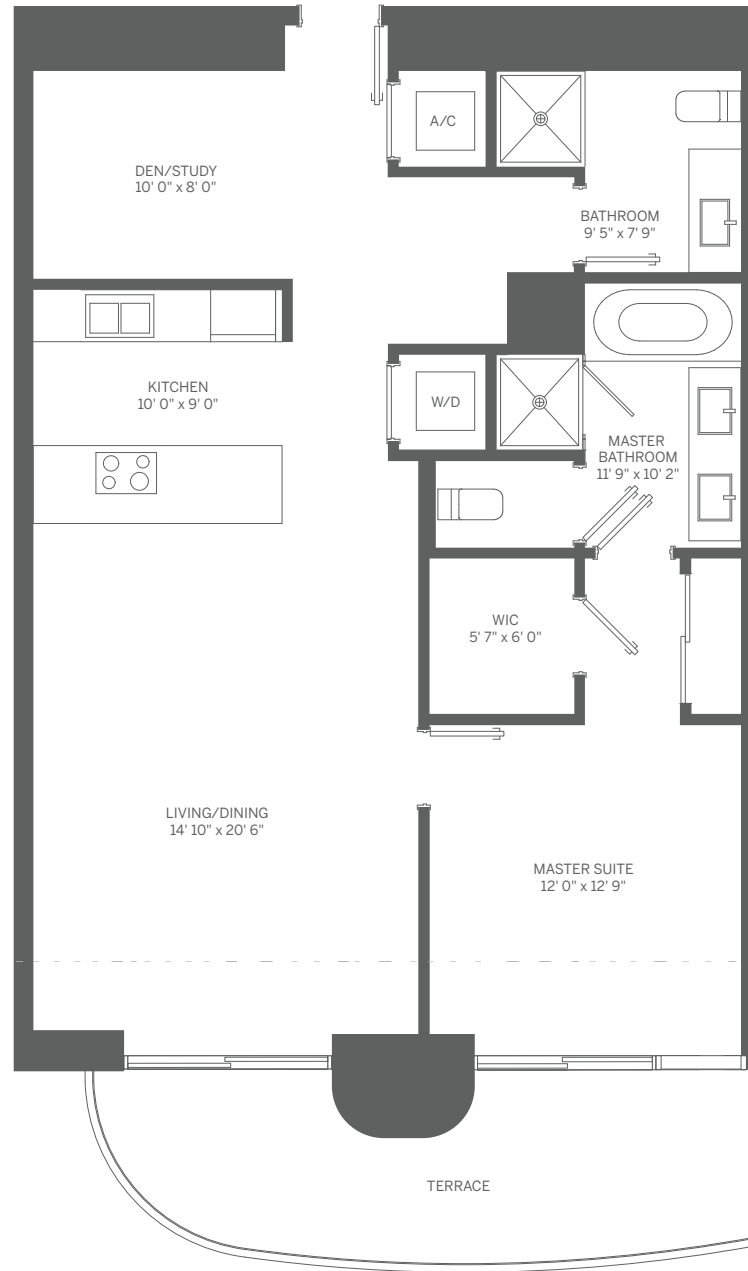 A/C
DEN/STUDY
10' 0" x 8' 0"
BATHROOM
9' 5" x 7' 9"
KITCHEN
10' 0" x 9' 0"
W/D
MASTER
BATHROOM
11' 9" x 10' 2"
WIC
5' 7" x 6' 0"
LIVING/DINING
14' 10" x 20' 6"
MASTER SUITE
12' 0" x 12' 9"
TERRACE